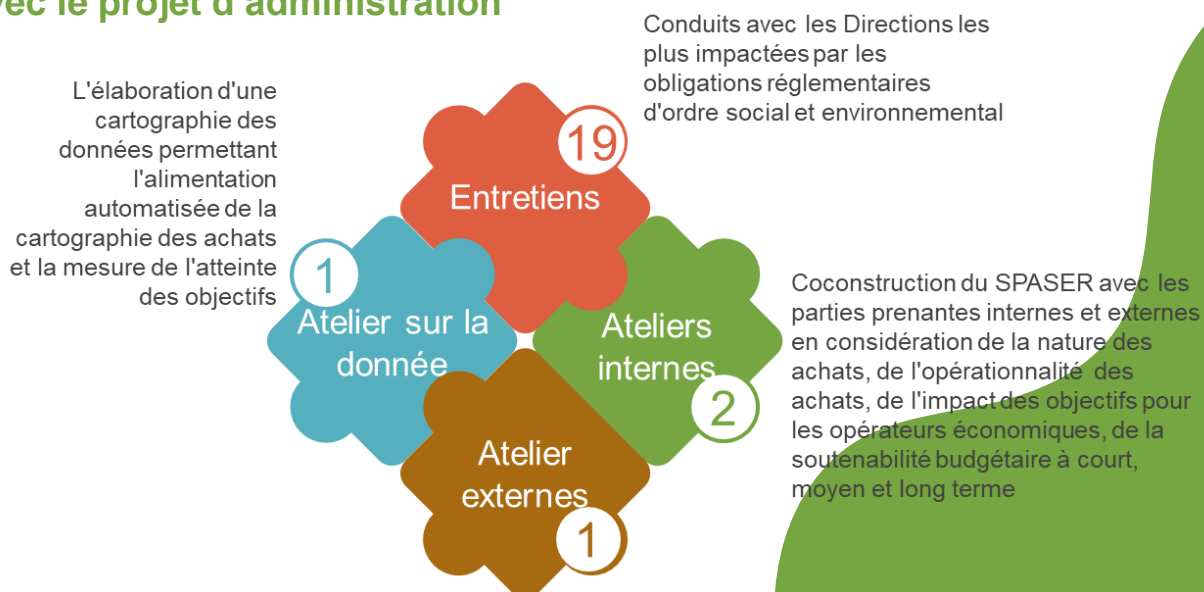 le projet d'administration
Conduits avec les Directions les
plus impactées par les
obligations réglementaires
d'ordre social et environnemental
L'élaboration d'une
cartographie des
données permettant
l'alimentation
automatisée de la
cartographie des achats
et la mesure de l'atteinte
des objectifs
19
Entretiens
1
Atelier sur la
donnée
Ateliers
internes
2
Atelier
externes
1
Coconstruction du SPASER avec les
parties prenantes internes et externes
en considération de la nature des
achats, de l'opérationnalité des
achats, de l'impact des objectifs pour
les opérateurs économiques, de la
soutenabilité budgétaire à court,
moyen et long terme